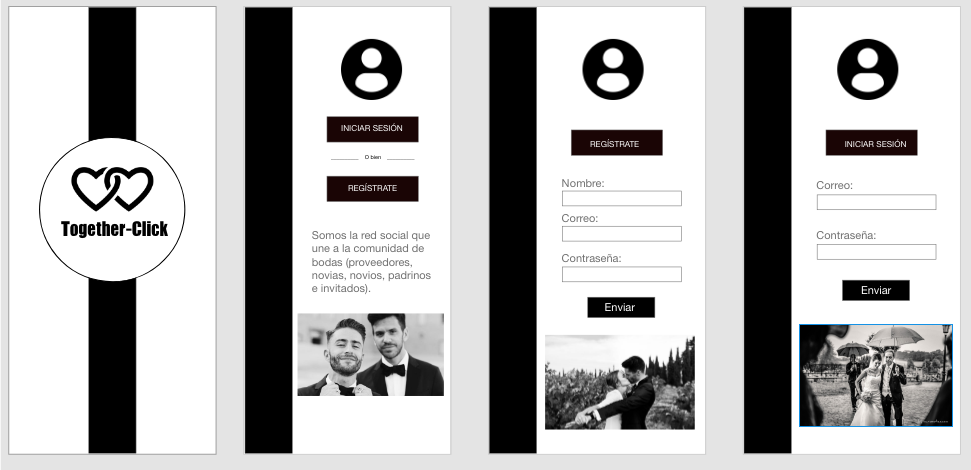 Together-Click
INICIAR SESIÓN
O bien
REGÍSTRATE
Somos la red social que
une a la comunidad de
bodas (proveedores,
novias, novios, padrinos
e invitados).
REGÍSTRATE
Nombre:
Correo:
Contraseña:
Enviar
INICIAR SESIÓN
Correo:
Contraseña:
Enviar